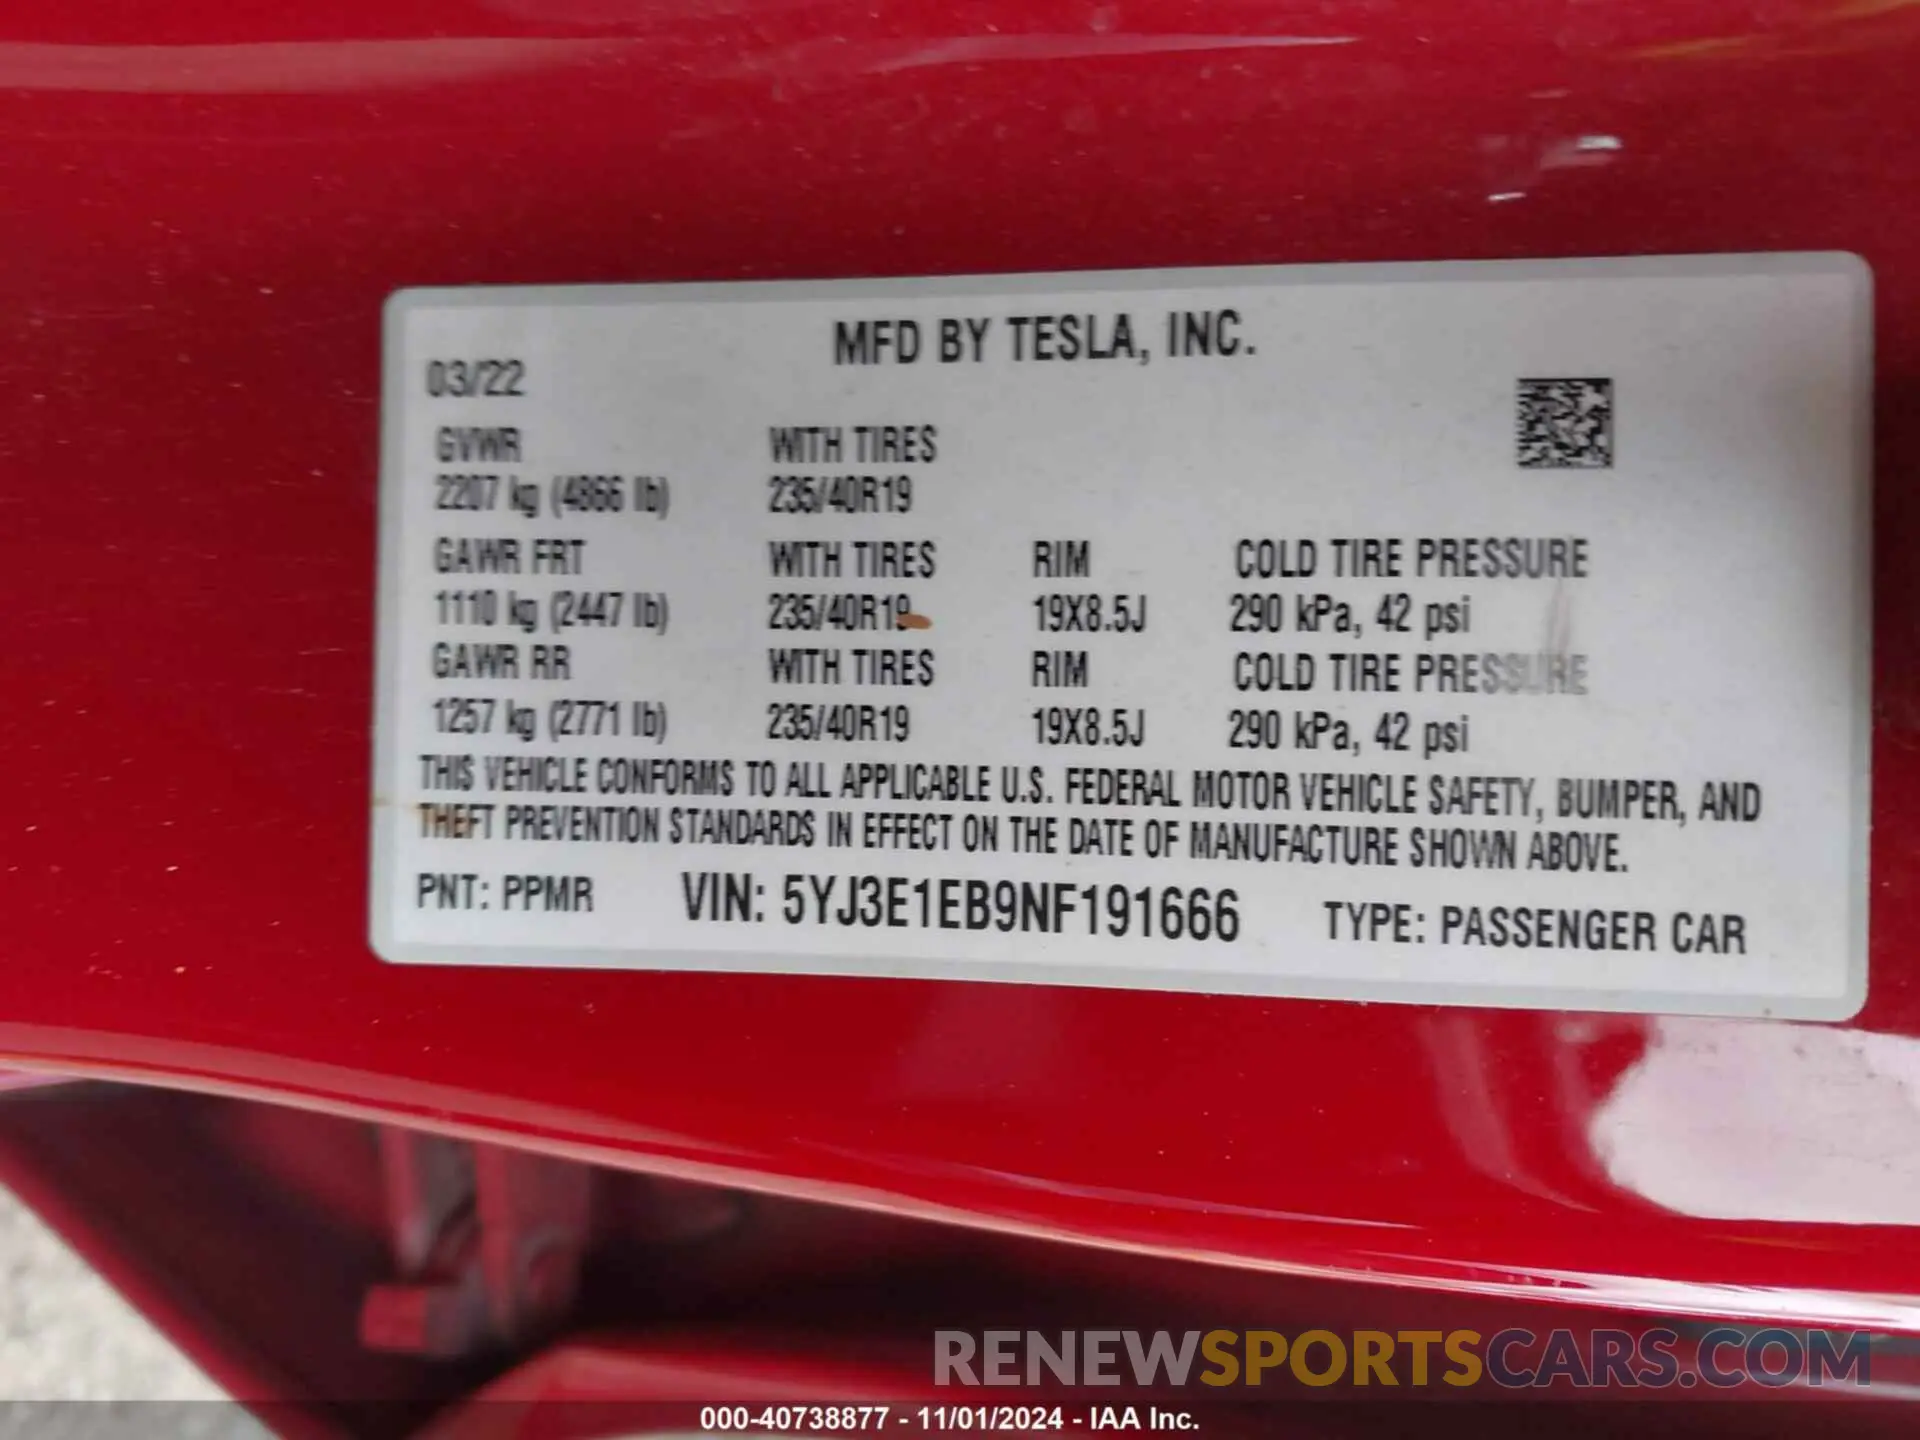 MFD BY TESLA, INC.
03/22
GVWR WITH TIRES
2207 kg (4866 lb) 235/40R19
GAWR FRT WITH TIRES RIM COLD TIRE PRESSURE
1110 kg (2447 lb) 235/40R19 19X8.5J 290 kPa, 42 psi
GAWR RR WITH TIRES RIM COLD TIRE PRESSURE
1257 kg (2771 lb) 235/40R19 19X8.5J 290 kPa, 42 psi
THIS VEHICLE CONFORMS TO ALL APPLICABLE U.S. FEDERAL MOTOR VEHICLE SAFETY, BUMPER, AND
THEFT PREVENTION STANDARDS IN EFFECT ON THE DATE OF MANUFACTURE SHOWN ABOVE.
PNT: PPMR VIN: 5YJ3E1EB9NF191666 TYPE: PASSENGER CAR
RENEWSPORTSCARS.COM
000-40738877 - 11/01/2024 - IAA Inc.